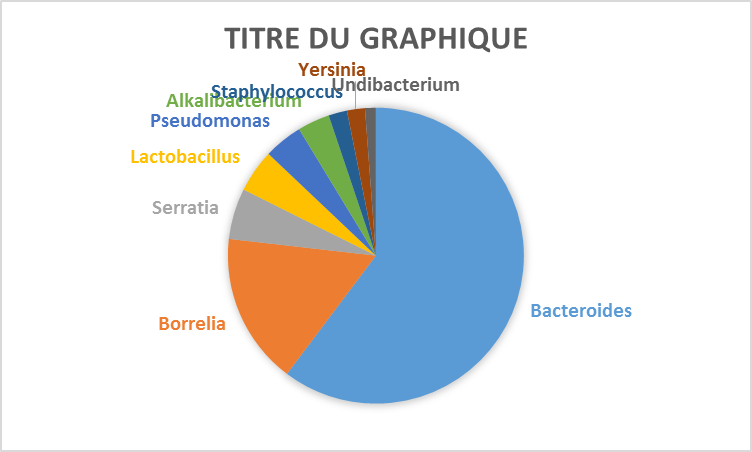 TITRE DU GRAPHIQUE
Yersinia
Undibacterium
Staphylococcus
Alkalibacterium
Pseudomonas
Lactobacillus
Serratia
Borrelia
Bacteroides